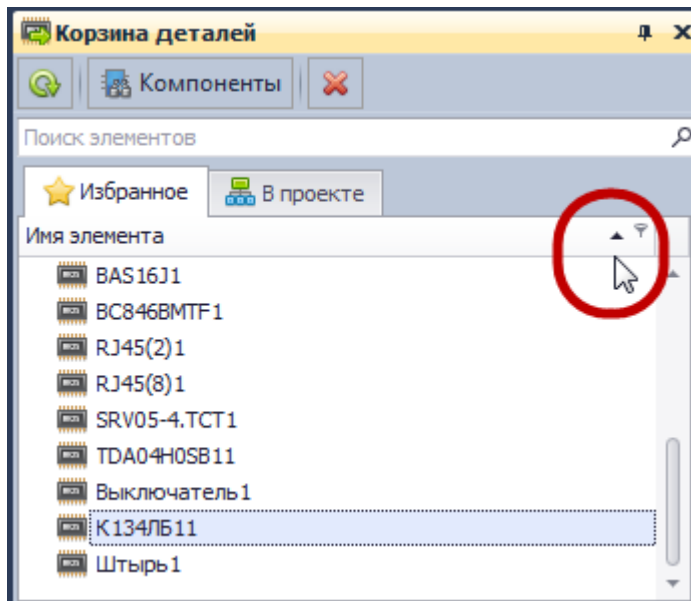 Корзина деталей
Компоненты
Поиск элементов
Избранное
В проекте
Имя элемента
BAS16J1
BC846BMTF1
RJ45(2)1
RJ45(8)1
SRV05-4.TCT1
TDA04H0SB11
Выключатель1
К134ЛБ11
Штырь1